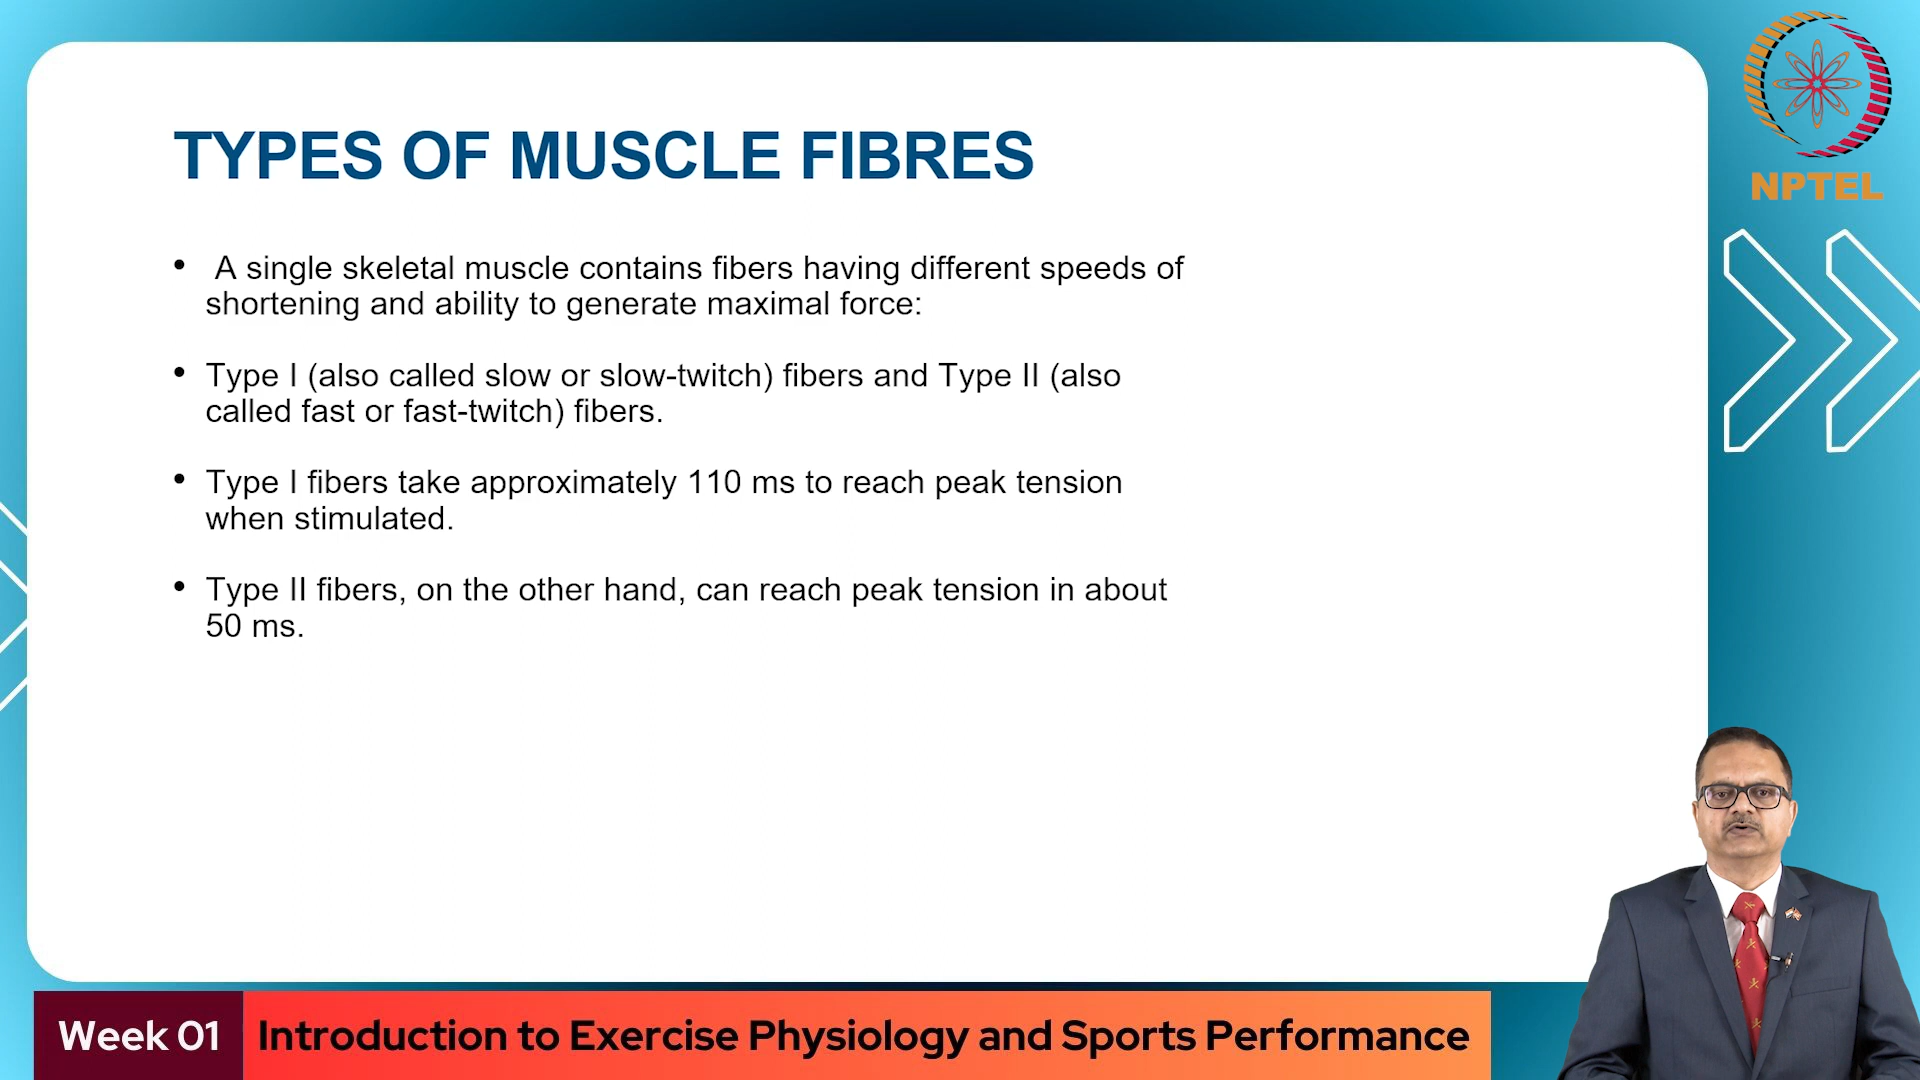 TYPES OF MUSCLE FIBRES
• A single skeletal muscle contains fibers having different speeds of
shortening and ability to generate maximal force:
• Type I (also called slow or slow-twitch) fibers and Type II (also
called fast or fast-twitch) fibers.
• Type I fibers take approximately 110 ms to reach peak tension
when stimulated.
• Type II fibers, on the other hand, can reach peak tension in about
50 ms.
NPTEL
Week 01 Introduction to Exercise Physiology and Sports Performance